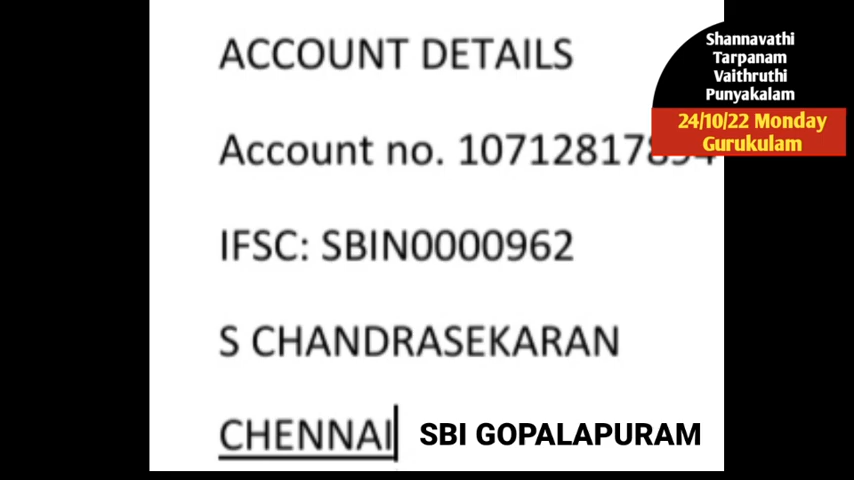 ACCOUNT DETAILS
Account no.
IFSC: SBIN0000962
S CHANDRASEKARAN
CHENNAI SBI GOPALAPURAM
Shannavathi
Tarpanam
Vaithruthi
Punyakalam
24/10/22 Monday
Gurukulam